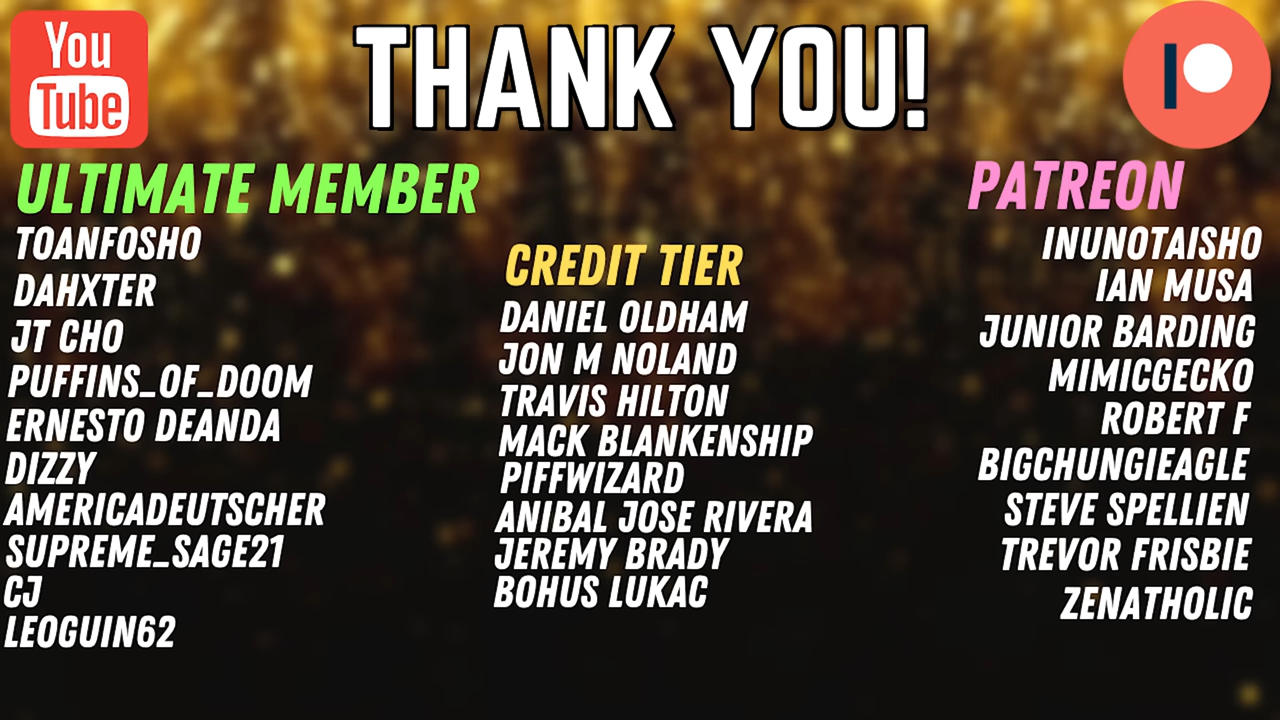 You
Tube
THANK YOU!
ULTIMATE MEMBER
TOANFOSHO
DAHXTER
JT CHO
PUFFINS_OF_DOOM
ERNESTO DEANDA
DIZZY
AMERICADEUTSCHER
SUPREME_SAGE21
CJ
LEOGUIN62
CREDIT TIER
DANIEL OLDHAM
JON M NOLAND
TRAVIS HILTON
MACK BLANKENSHIP
PIFFWIZARD
ANIBAL JOSE RIVERA
JEREMY BRADY
BOHUS LUKAC
PATREON
INUNOTAISHO
IAN MUSA
JUNIOR BARDING
MIMICGECKO
ROBERT F
BIGCHUNGIEAGLE
STEVE SPELLIEN
TREVOR FRISBIE
ZENATHOLIC